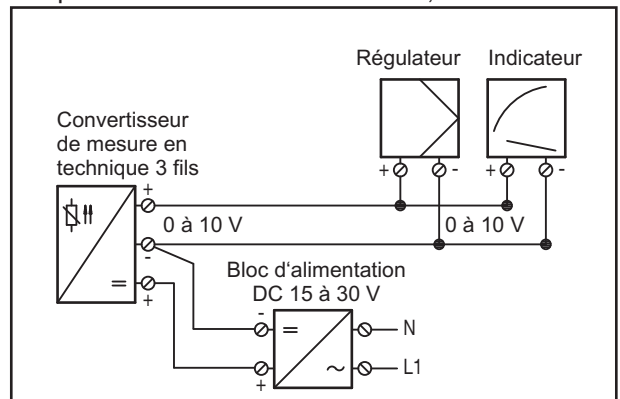 Régulateur
Indicateur
Convertisseur
de mesure en
technique 3 fils
+ - + -
+
0 à 10 V
0 à 10 V
-
Bloc d‘alimentation
DC 15 à 30 V
=
+
-
=
N
~
L1
+